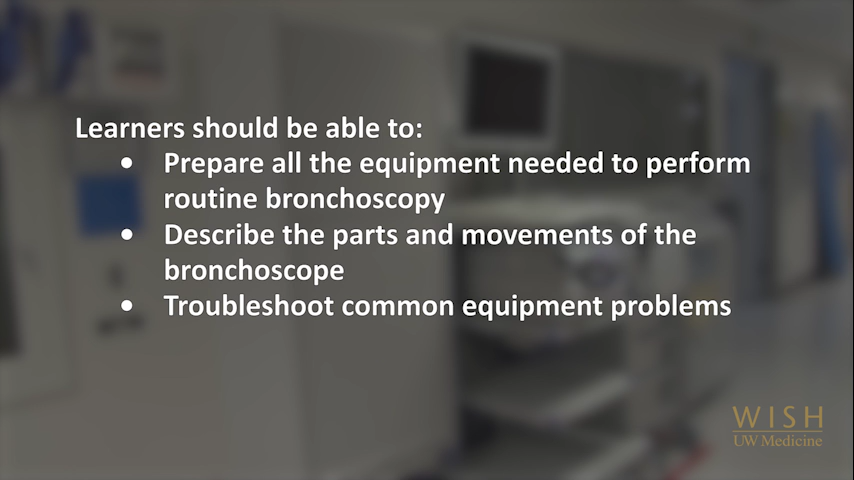 Learners should be able to:
• Prepare all the equipment needed to perform
routine bronchoscopy
• Describe the parts and movements of the
bronchoscope
• Troubleshoot common equipment problems
WISH
UW Medicine